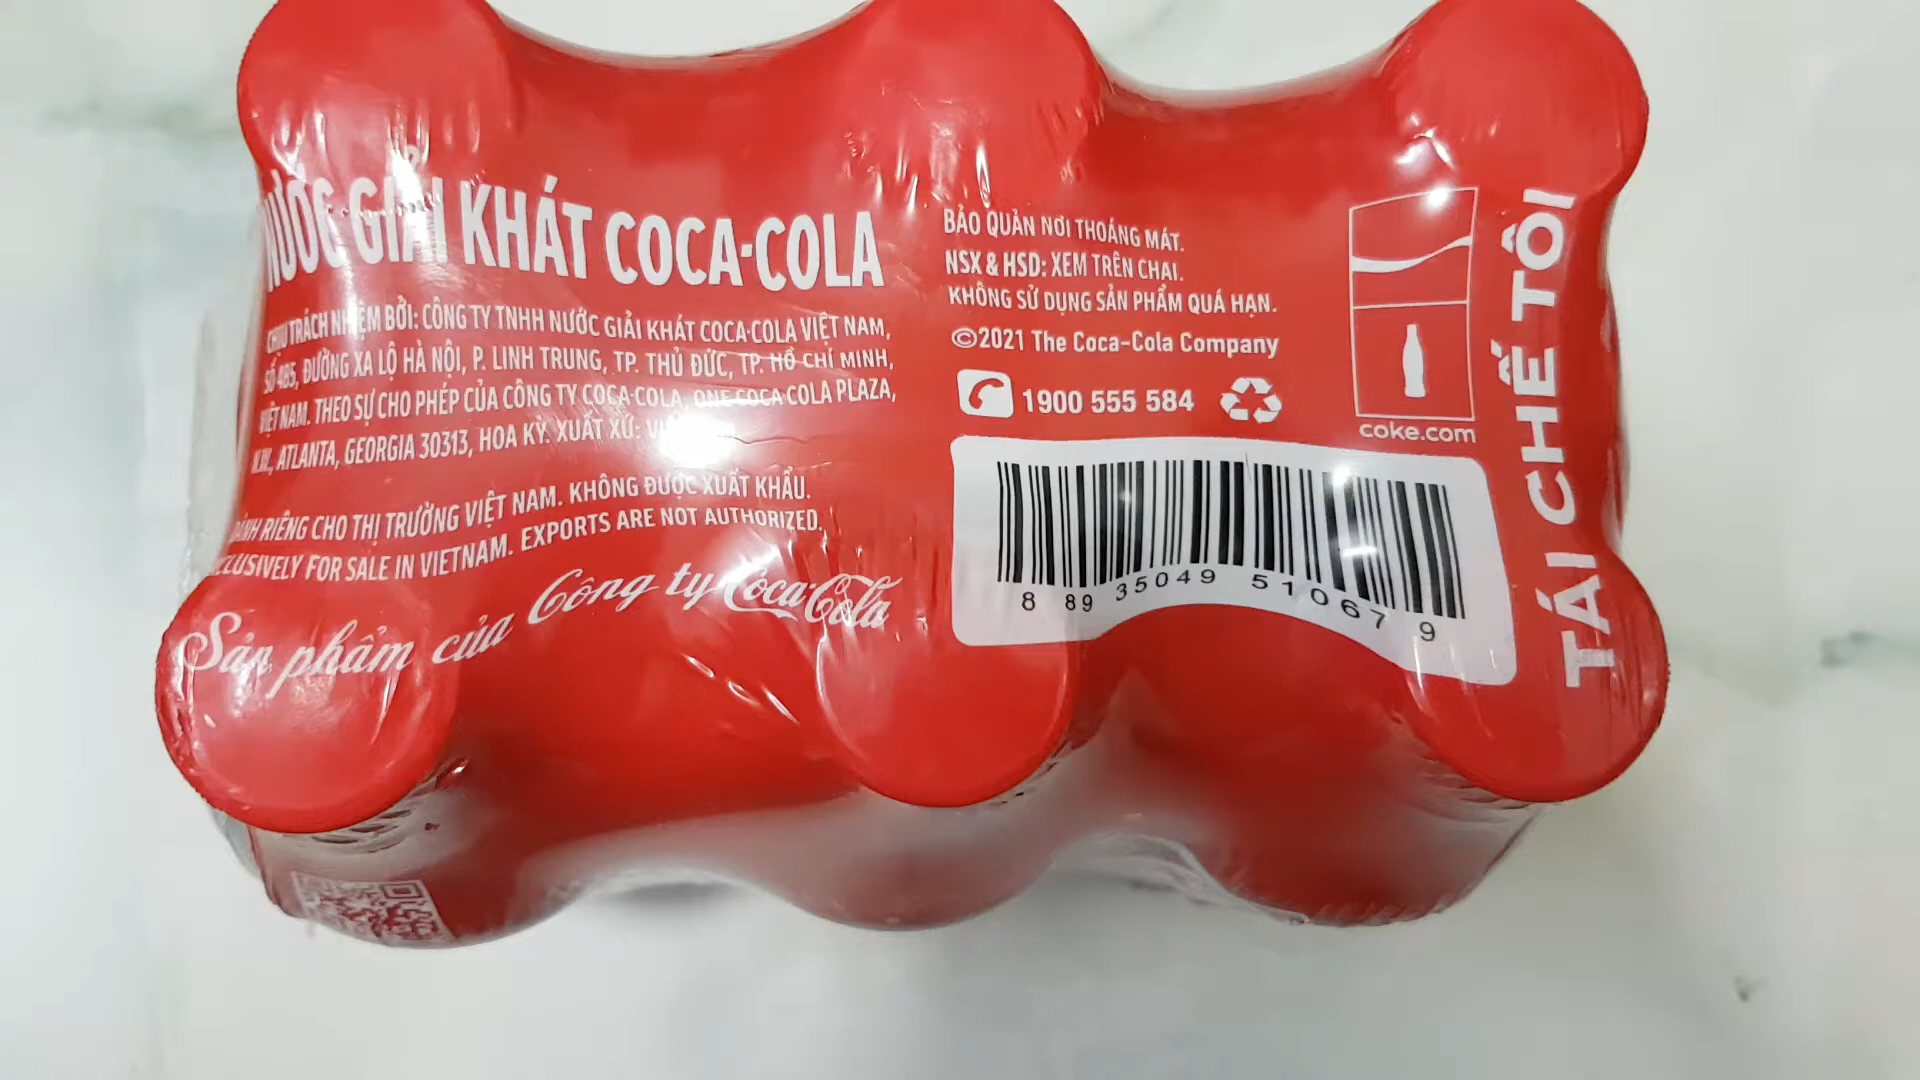 NƯỚC GIẢI KHÁT COCA-COLA
CHỊU TRÁCH NHIỆM BỞI: CÔNG TY TNHH NƯỚC GIẢI KHÁT COCA-COLA VIỆT NAM,
SỐ 485, ĐƯỜNG XA LỘ HÀ NỘI, P. LINH TRUNG, TP. THỦ ĐỨC, TP. HỒ CHÍ MINH,
VIỆT NAM. THEO SỰ CHO PHÉP CỦA CÔNG TY COCA-COLA, ONE COCA COLA PLAZA,
N.W., ATLANTA, GEORGIA 30313, HOA KỲ. XUẤT XỨ:
DÀNH RIÊNG CHO THỊ TRƯỜNG VIỆT NAM. KHÔNG ĐƯỢC XUẤT KHẨU.
EXCLUSIVELY FOR SALE IN VIETNAM. EXPORTS ARE NOT AUTHORIZED.
Sản phẩm của Công ty Coca-Cola
BẢO QUẢN NƠI THOÁNG MÁT.
NSX & HSD: XEM TRÊN CHAI.
KHÔNG SỬ DỤNG SẢN PHẨM QUÁ HẠN.
©2021 The Coca-Cola Company
1900 555 584
coke.com
8 89 35049 51067 9
TÁI CHẾ TÔI